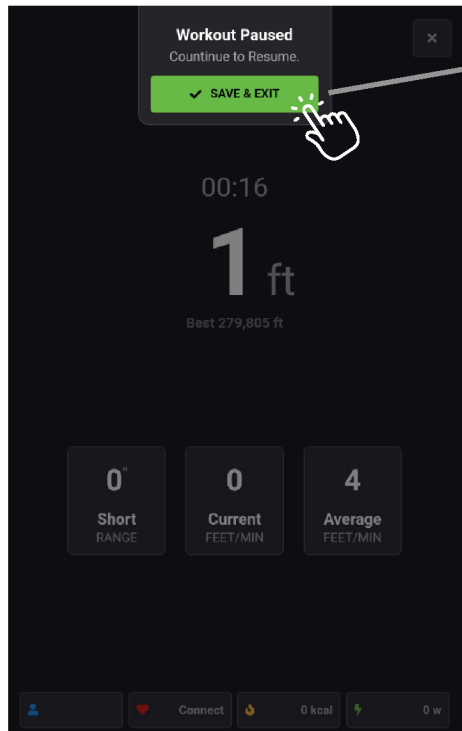 Workout Paused
Countinue to Resume.
SAVE & EXIT
00:16
1 ft
Best 279,805 ft
0" 0 4
Short Current Average
RANGE FEET/MIN FEET/MIN
Connect 0 kcal 0 w